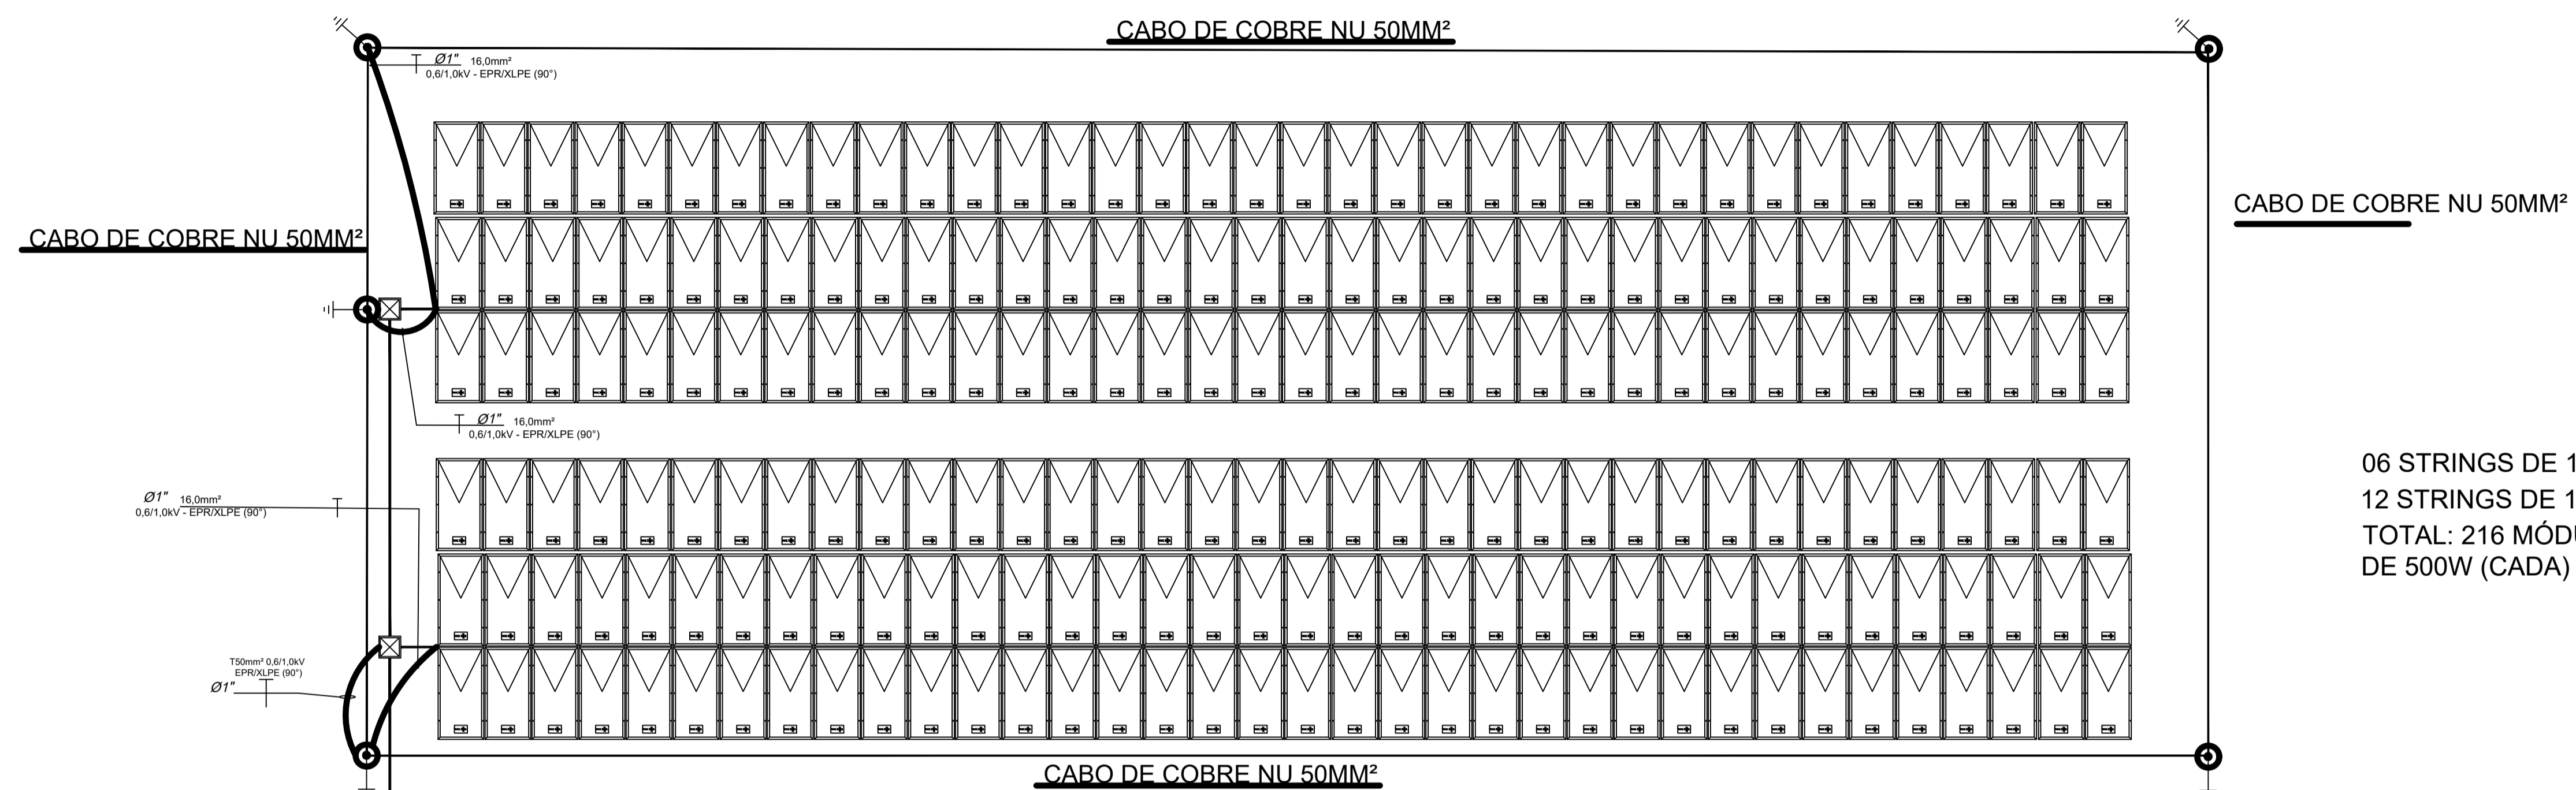 CABO DE COBRE NU 50MM²
Ø1" 16,0mm²
0,6/1,0kV - EPR/XLPE (90°)
CABO DE COBRE NU 50MM²
CABO DE COBRE NU 50MM²
Ø1" 16,0mm²
0,6/1,0kV - EPR/XLPE (90°)
06 STRINGS DE 1
Ø1" 16,0mm²
0,6/1,0kV - EPR/XLPE (90°)
12 STRINGS DE 1
TOTAL: 216 MÓDU
DE 500W (CADA)
T50mm² 0,6/1,0kV
EPR/XLPE (90°)
Ø1"
CABO DE COBRE NU 50MM²